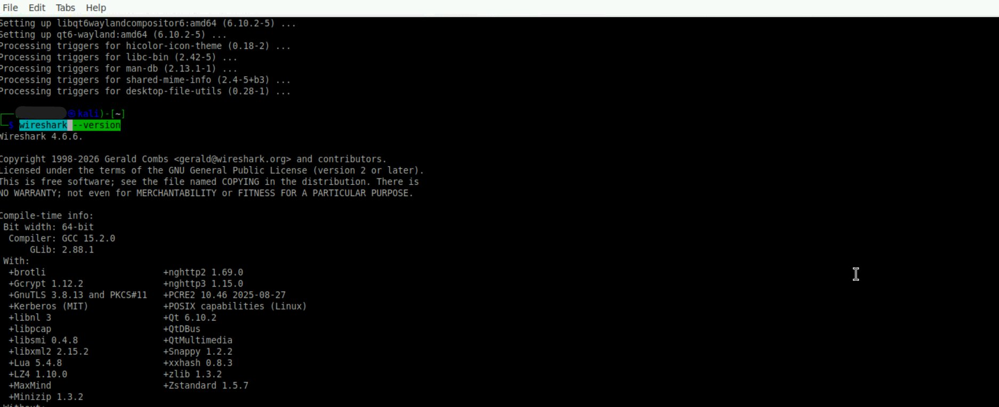 File Edit Tabs Help
Setting up libqt6waylandcompositor6:amd64 (6.10.2-5) ...
Setting up qt6-wayland:amd64 (6.10.2-5) ...
Processing triggers for hicolor-icon-theme (0.18-2) ...
Processing triggers for libc-bin (2.42-5) ...
Processing triggers for man-db (2.13.1-1) ...
Processing triggers for shared-mime-info (2.4-5+b3) ...
Processing triggers for desktop-file-utils (0.28-1) ...
㉿kali)-[~]
$ wireshark --version
Wireshark 4.6.6.
Copyright 1998-2026 Gerald Combs <gerald@wireshark.org> and contributors.
Licensed under the terms of the GNU General Public License (version 2 or later).
This is free software; see the file named COPYING in the distribution. There is
NO WARRANTY; not even for MERCHANTABILITY or FITNESS FOR A PARTICULAR PURPOSE.
Compile-time info:
Bit width: 64-bit
Compiler: GCC 15.2.0
GLib: 2.88.1
With:
+brotli +nghttp2 1.69.0
+Gcrypt 1.12.2 +nghttp3 1.15.0
+GnuTLS 3.8.13 and PKCS#11 +PCRE2 10.46 2025-08-27
+Kerberos (MIT) +POSIX capabilities (Linux)
+libnl 3 +Qt 6.10.2
+libpcap +QtDBus
+libsmi 0.4.8 +QtMultimedia
+libxml2 2.15.2 +Snappy 1.2.2
+Lua 5.4.8 +xxhash 0.8.3
+LZ4 1.10.0 +zlib 1.3.2
+MaxMind +Zstandard 1.5.7
+Minizip 1.3.2
Without: